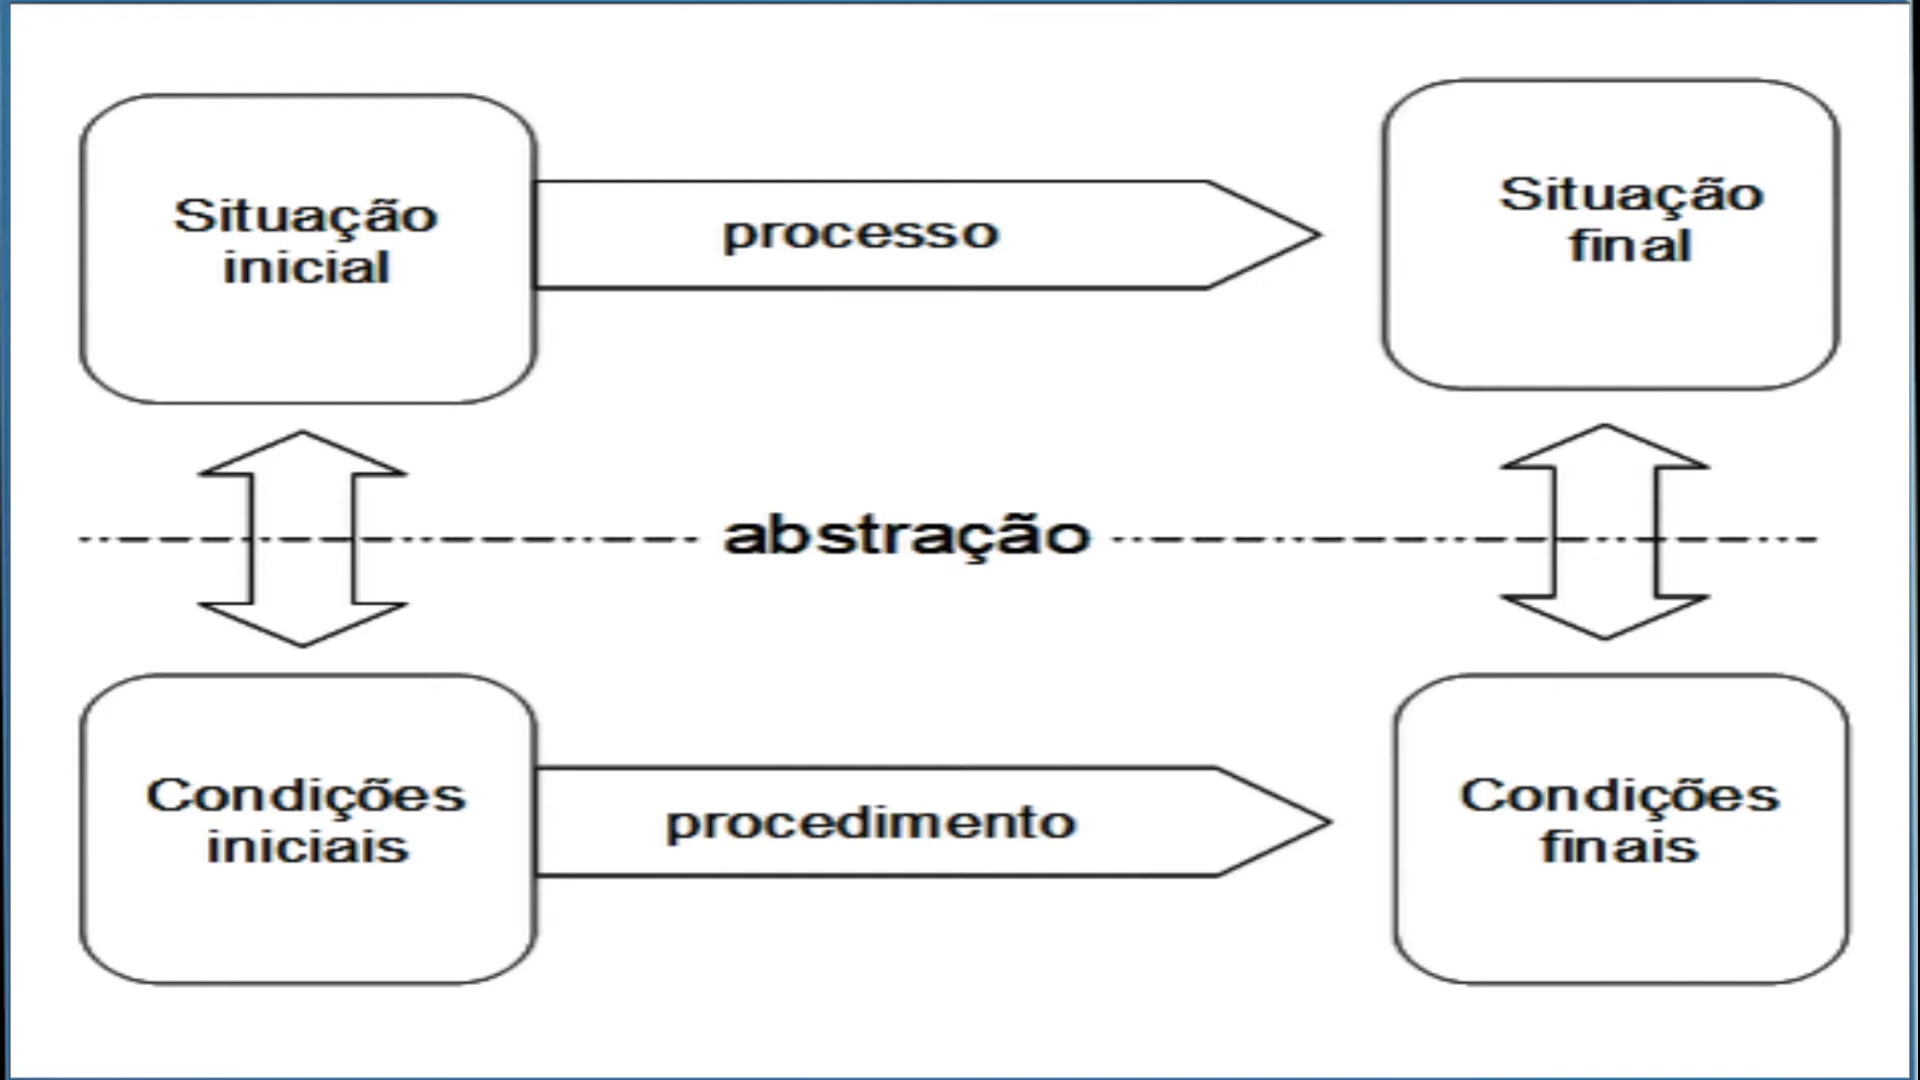 Situação
inicial
processo
Situação
final
abstração
Condições
iniciais
procedimento
Condições
finais